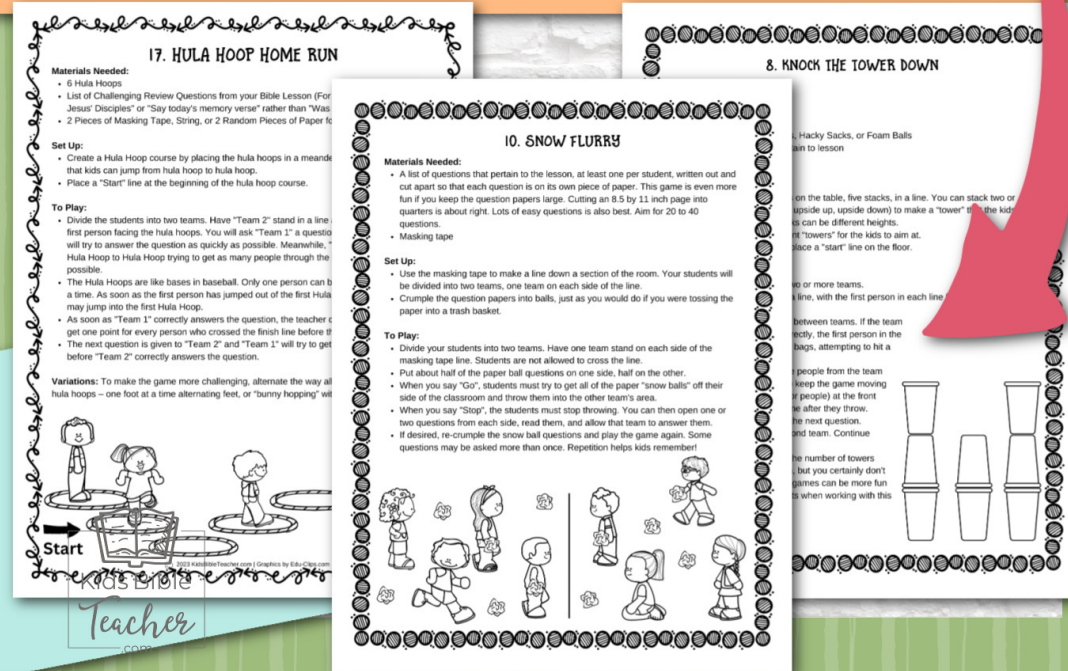 17. HULA HOOP HOME RUN
Materials Needed:
• 6 Hula Hoops
• List of Challenging Review Questions from your Bible Lesson (For
Jesus' Disciples" or "Say today's memory verse" rather than "Was
• 2 Pieces of Masking Tape, String, or 2 Random Pieces of Paper fo
Set Up:
• Create a Hula Hoop course by placing the hula hoops in a meande
that kids can jump from hula hoop to hula hoop.
• Place a "Start" line at the beginning of the hula hoop course.
To Play:
• Divide the students into two teams. Have "Team 2" stand in a line
first person facing the hula hoops. You will ask "Team 1" a questio
will try to answer the question as quickly as possible. Meanwhile, "
Hula Hoop to Hula Hoop trying to get as many people through the
possible.
• The Hula Hoops are like bases in baseball. Only one person can b
a time. As soon as the first person has jumped out of the first Hula
may jump into the first Hula Hoop.
• As soon as "Team 1" correctly answers the question, the teacher c
get one point for every person who crossed the finish line before th
• The next question is given to "Team 2" and "Team 1" will try to get
before "Team 2" correctly answers the question.
Variations: To make the game more challenging, alternate the way all
hula hoops – one foot at a time alternating feet, or "bunny hopping" wit
Start
2023 KidsBibleTeacher.com | Graphics by Edu-Clips.com
Kids Bible
Teacher
.com
10. SNOW FLURRY
Materials Needed:
• A list of questions that pertain to the lesson, at least one per student, written out and
cut apart so that each question is on its own piece of paper. This game is even more
fun if you keep the question papers large. Cutting an 8.5 by 11 inch page into
quarters is about right. Lots of easy questions is also best. Aim for 20 to 40
questions.
• Masking tape
Set Up:
• Use the masking tape to make a line down a section of the room. Your students will
be divided into two teams, one team on each side of the line.
• Crumple the question papers into balls, just as you would do if you were tossing the
paper into a trash basket.
To Play:
• Divide your students into two teams. Have one team stand on each side of the
masking tape line. Students are not allowed to cross the line.
• Put about half of the paper ball questions on one side, half on the other.
• When you say "Go", students must try to get all of the paper "snow balls" off their
side of the classroom and throw them into the other team's area.
• When you say "Stop", the students must stop throwing. You can then open one or
two questions from each side, read them, and allow that team to answer them.
• If desired, re-crumple the snow ball questions and play the game again. Some
questions may be asked more than once. Repetition helps kids remember!
8. KNOCK THE TOWER DOWN
s, Hacky Sacks, or Foam Balls
ain to lesson
on the table, five stacks, in a line. You can stack two or
upside up, upside down) to make a "tower" the kids
s can be different heights.
nt "towers" for the kids to aim at.
lace a "start" line on the floor.
wo or more teams.
a line, with the first person in each line
between teams. If the team
ectly, the first person in the
bags, attempting to hit a
people from the team
keep the game moving
r people) at the front
ne after they throw.
he next question.
ond team. Continue
he number of towers
, but you certainly don't
games can be more fun
s when working with this